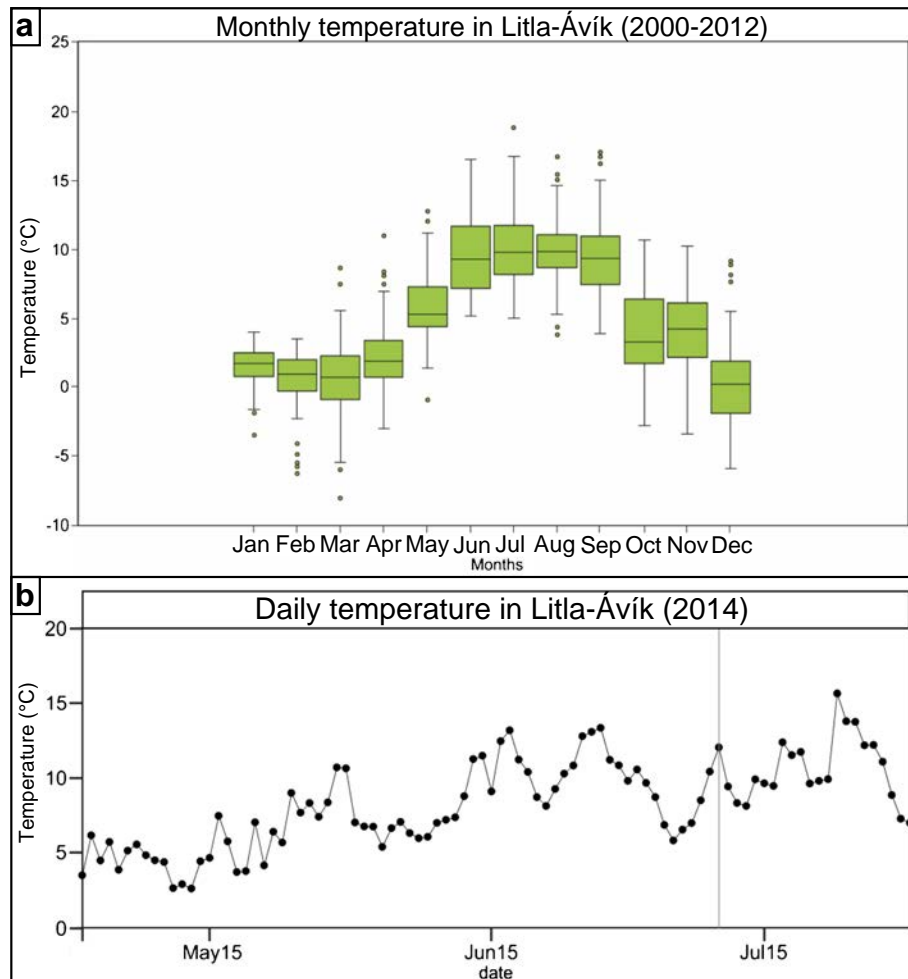 a
Monthly temperature in Litla-Ávík (2000-2012)
25
20
15
10
5
0
-5
-10
Temperature (°C)
Jan Feb Mar Apr May Jun Jul Aug Sep Oct Nov Dec
Months
b
Daily temperature in Litla-Ávík (2014)
20
15
10
5
0
Temperature (°C)
May15 Jun15 Jul15
date